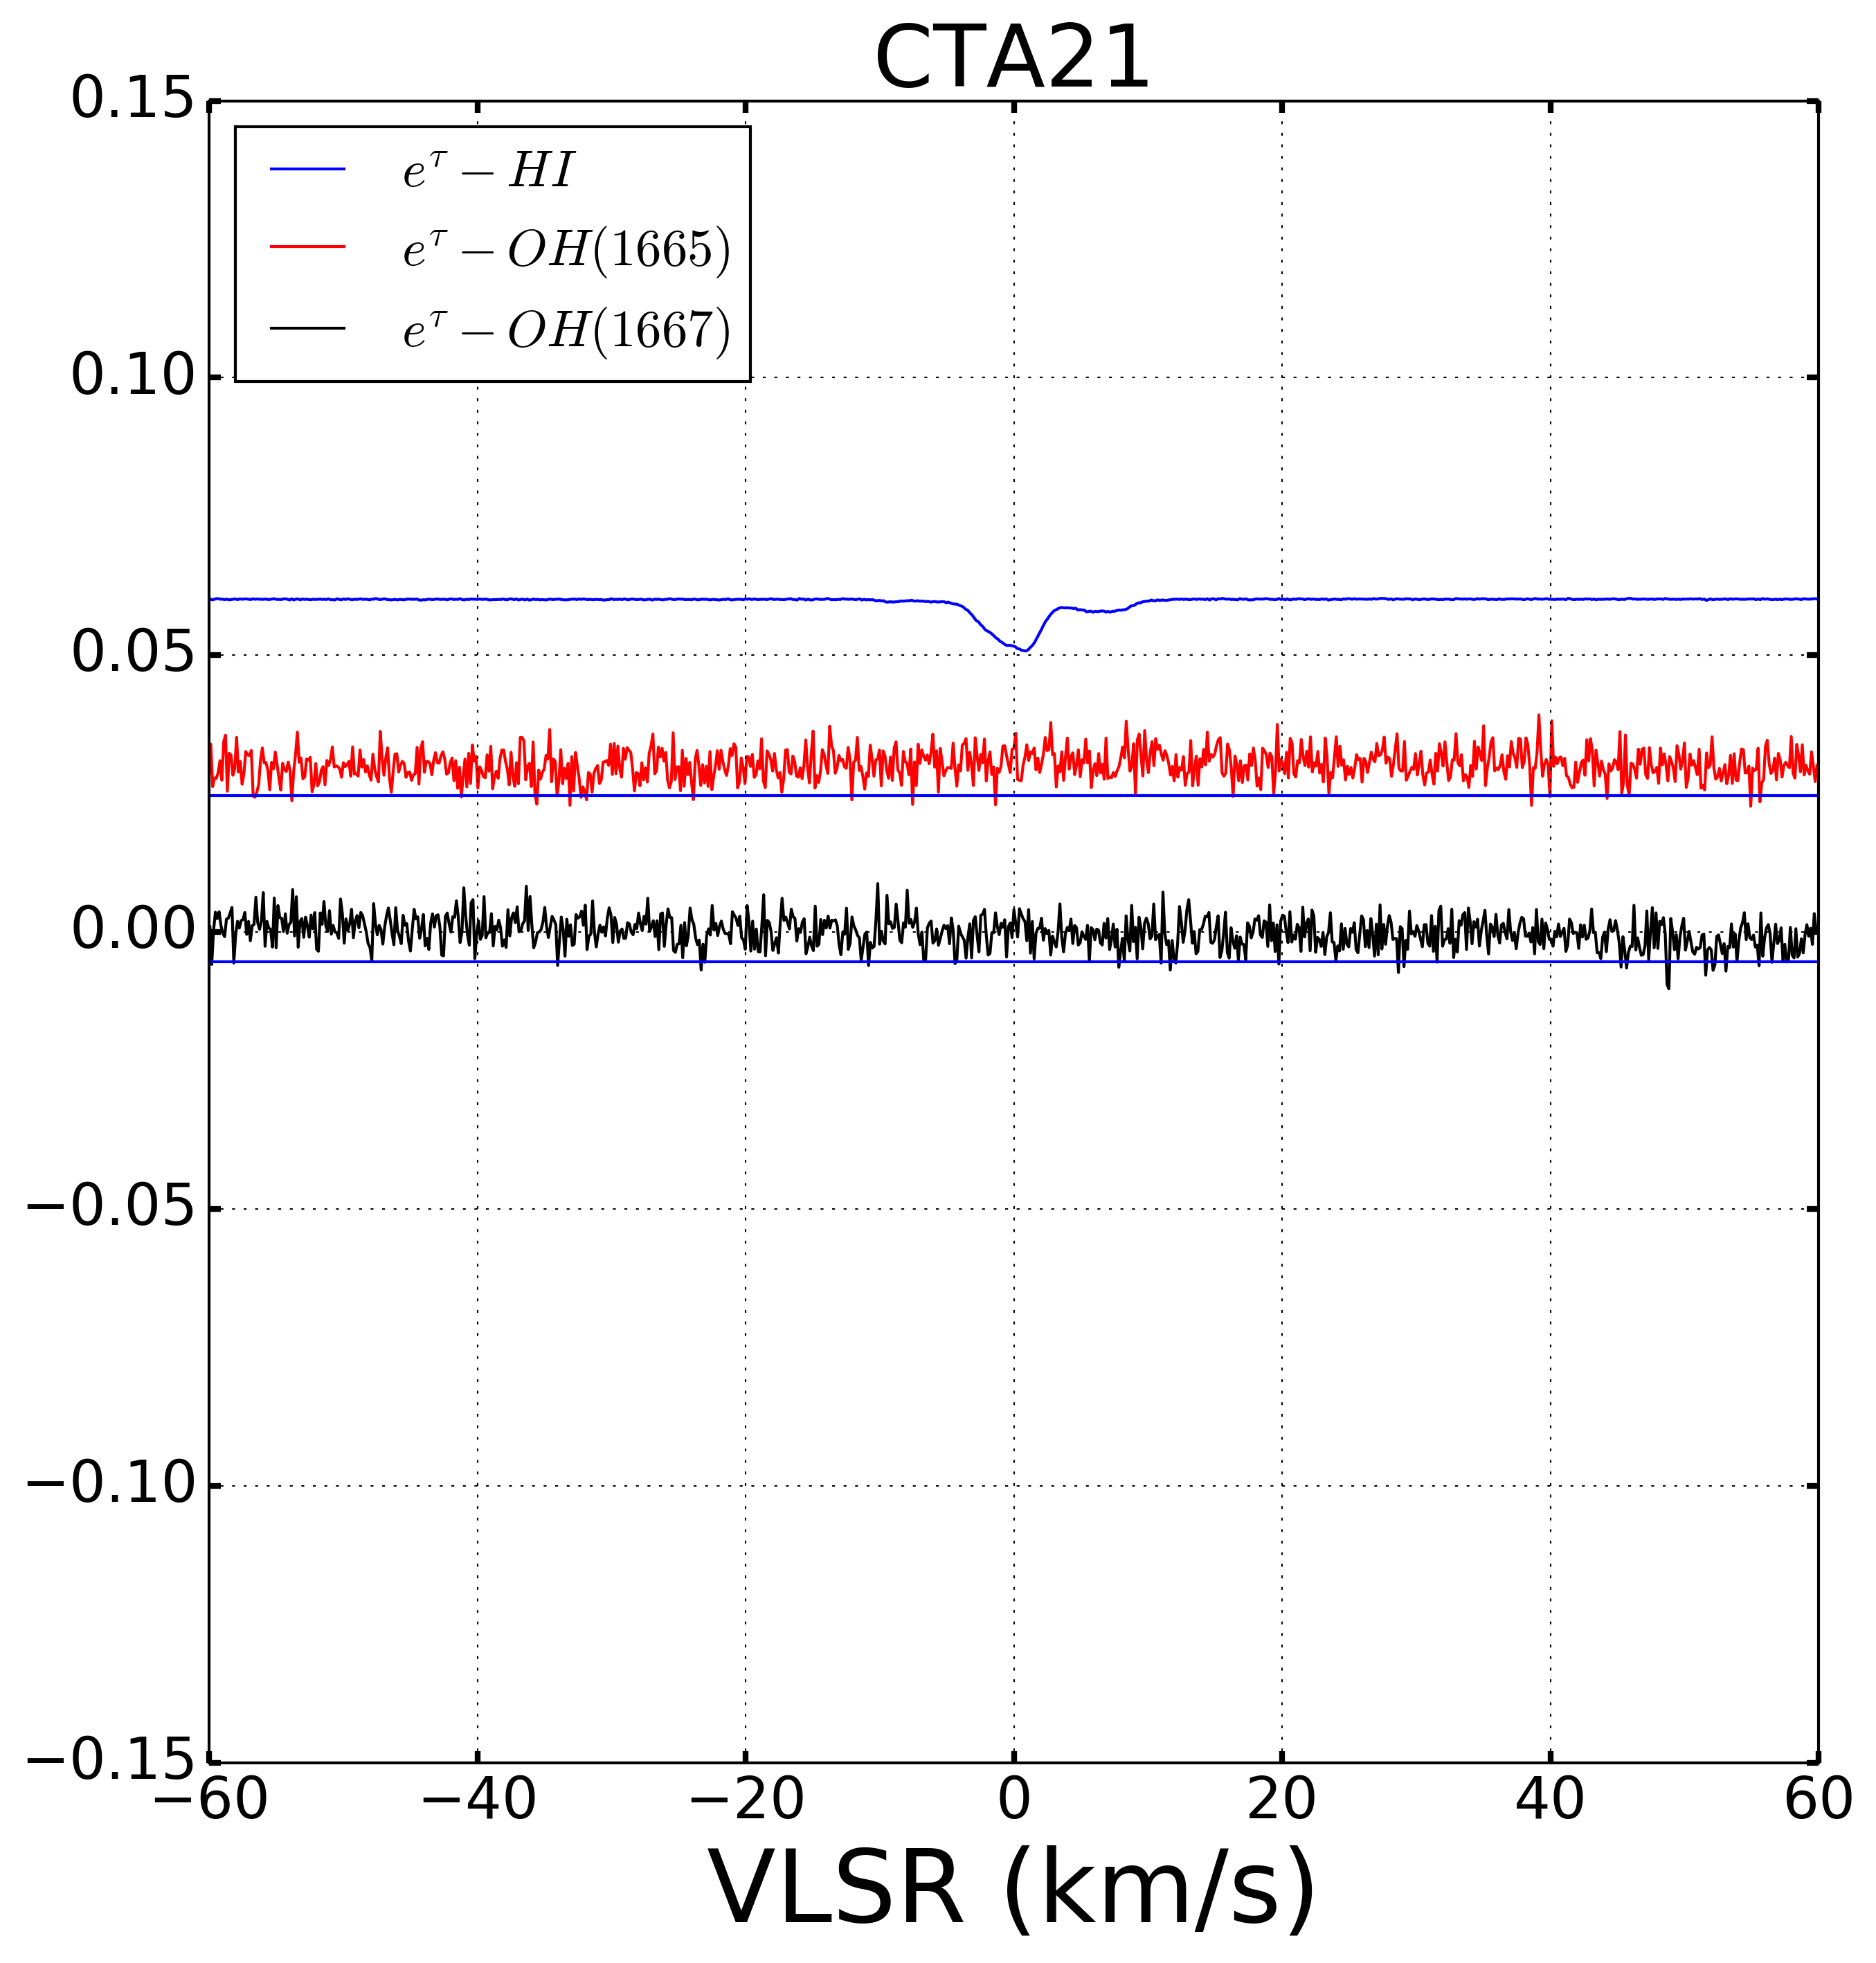 CTA21
0.15
e^τ − HI
e^τ − OH(1665)
e^τ − OH(1667)
0.10
0.05
0.00
−0.05
−0.10
−0.15
−60 −40 −20 0 20 40 60
VLSR (km/s)